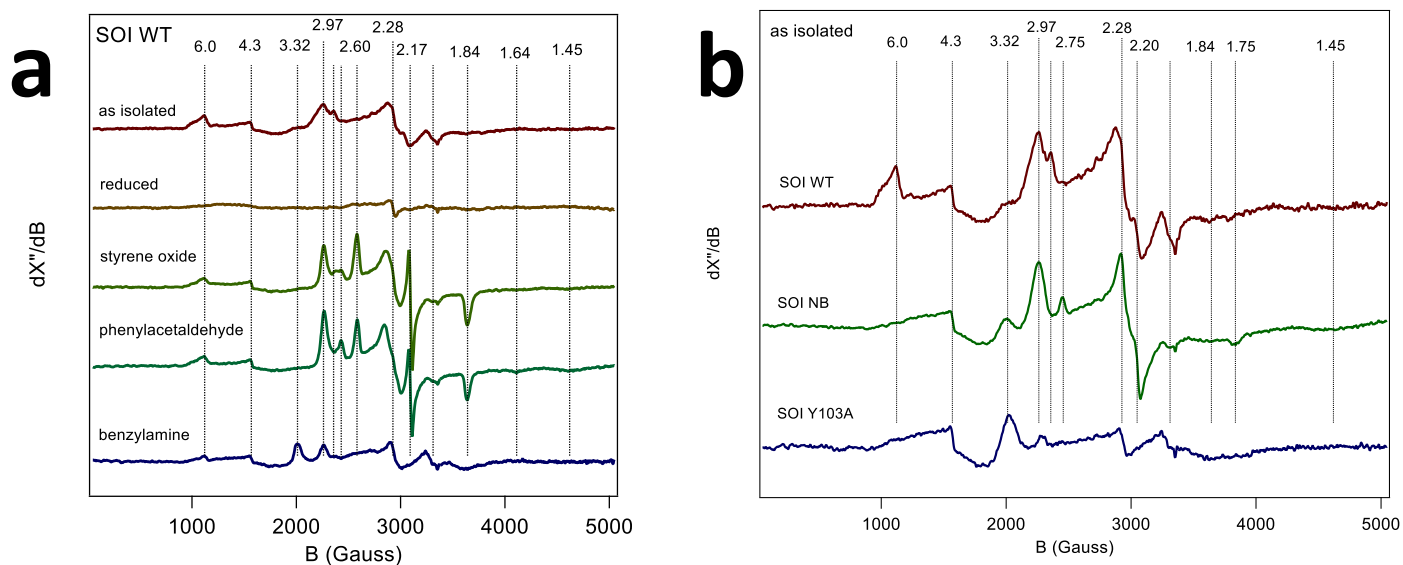 a
SOI WT
2.97
2.28
6.0 4.3 3.32 2.60 2.17 1.84 1.64 1.45
as isolated
reduced
styrene oxide
phenylacetaldehyde
benzylamine
dX"/dB
1000 2000 3000 4000 5000
B (Gauss)
b
as isolated
2.97 2.28
6.0 4.3 3.32 2.75 2.20 1.84 1.75 1.45
SOI WT
SOI NB
SOI Y103A
dX"/dB
1000 2000 3000 4000 5000
B (Gauss)